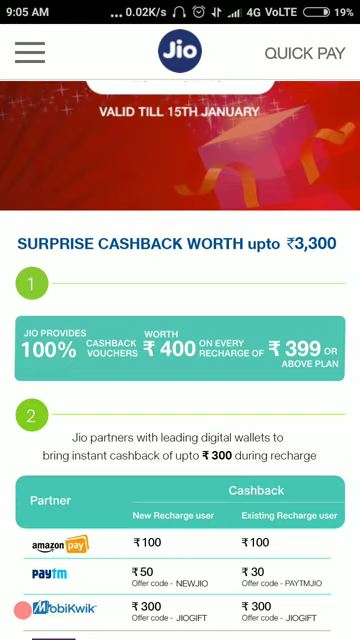 9:05 AM ... 0.02K/s 4G VoLTE 19%
Jio QUICK PAY
VALID TILL 15TH JANUARY
SURPRISE CASHBACK WORTH upto ₹3,300
1
JIO PROVIDES 100% CASHBACK VOUCHERS WORTH ₹ 400 ON EVERY RECHARGE OF ₹ 399 OR ABOVE PLAN
2
Jio partners with leading digital wallets to
bring instant cashback of upto ₹ 300 during recharge
Partner Cashback
New Recharge user Existing Recharge user
amazon pay ₹ 100 ₹ 100
Paytm ₹ 50 ₹ 30
Offer code - NEWJIO Offer code - PAYTMJIO
MobiKwik ₹ 300 ₹ 300
Offer code - JIOGIFT Offer code - JIOGIFT